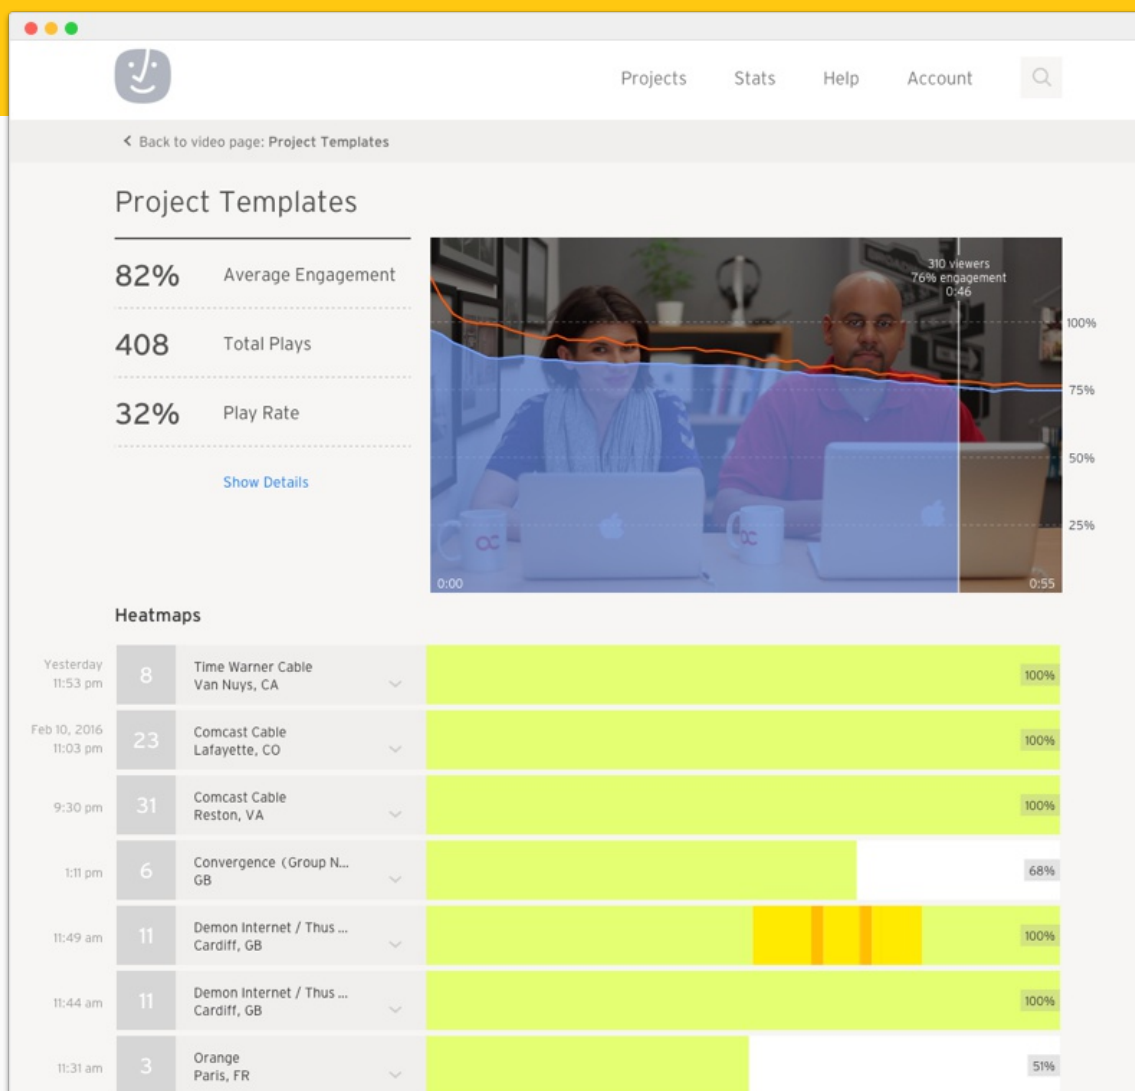 Projects Stats Help Account
Back to video page: Project Templates
Project Templates
82% Average Engagement
408 Total Plays
32% Play Rate
Show Details
310 viewers
76% engagement
0:46
100%
75%
50%
25%
0:00
0:55
Heatmaps
Yesterday
11:53 pm
8
Time Warner Cable
Van Nuys, CA
100%
Feb 10, 2016
11:03 pm
23
Comcast Cable
Lafayette, CO
100%
9:30 pm
31
Comcast Cable
Reston, VA
100%
1:11 pm
6
Convergence (Group N...
GB
68%
11:49 am
11
Demon Internet / Thus ...
Cardiff, GB
100%
11:44 am
11
Demon Internet / Thus ...
Cardiff, GB
100%
11:31 am
3
Orange
Paris, FR
51%